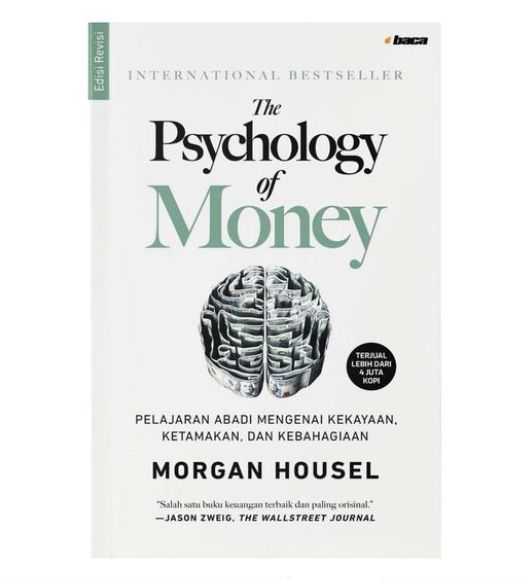 Edisi Revisi
baca
INTERNATIONAL BESTSELLER
The
Psychology
of
Money
TERJUAL
LEBIH DARI
4 JUTA
KOPI
PELAJARAN ABADI MENGENAI KEKAYAAN,
KETAMAKAN, DAN KEBAHAGIAAN
MORGAN HOUSEL
"Salah satu buku keuangan terbaik dan paling orisinal."
—JASON ZWEIG, THE WALLSTREET JOURNAL